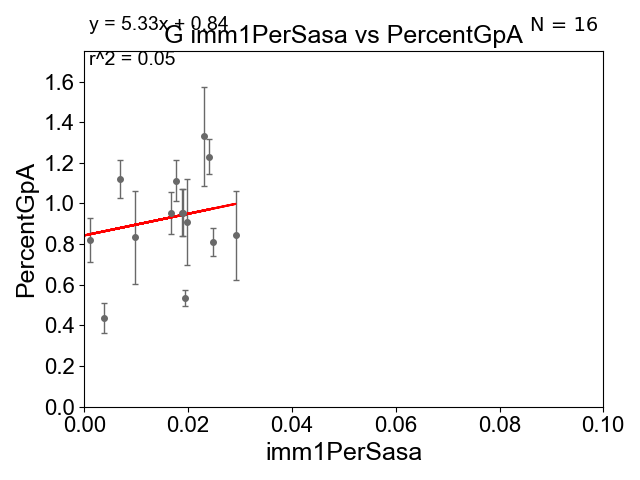 y = 5.33x + 0.84
N = 16
G imm1PerSasa vs PercentGpA
r^2 = 0.05
PercentGpA
1.6
1.4
1.2
1.0
0.8
0.6
0.4
0.2
0.0
0.00 0.02 0.04 0.06 0.08 0.10
imm1PerSasa